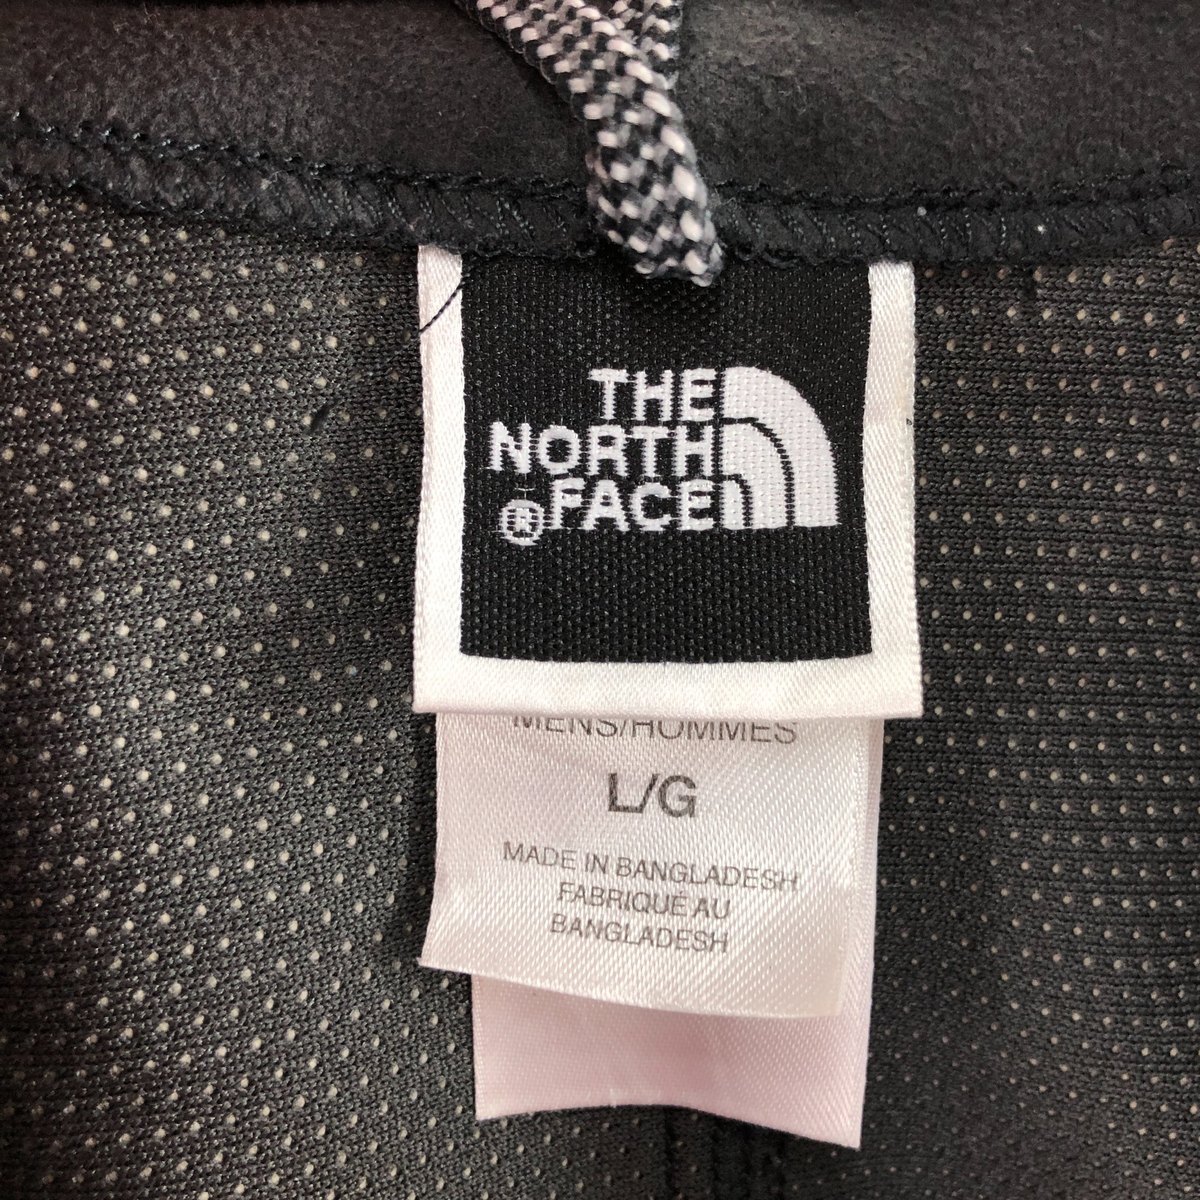 THE
NORTH
® FACE
MENS/HOMMES
L/G
MADE IN BANGLADESH
FABRIQUÉ AU
BANGLADESH